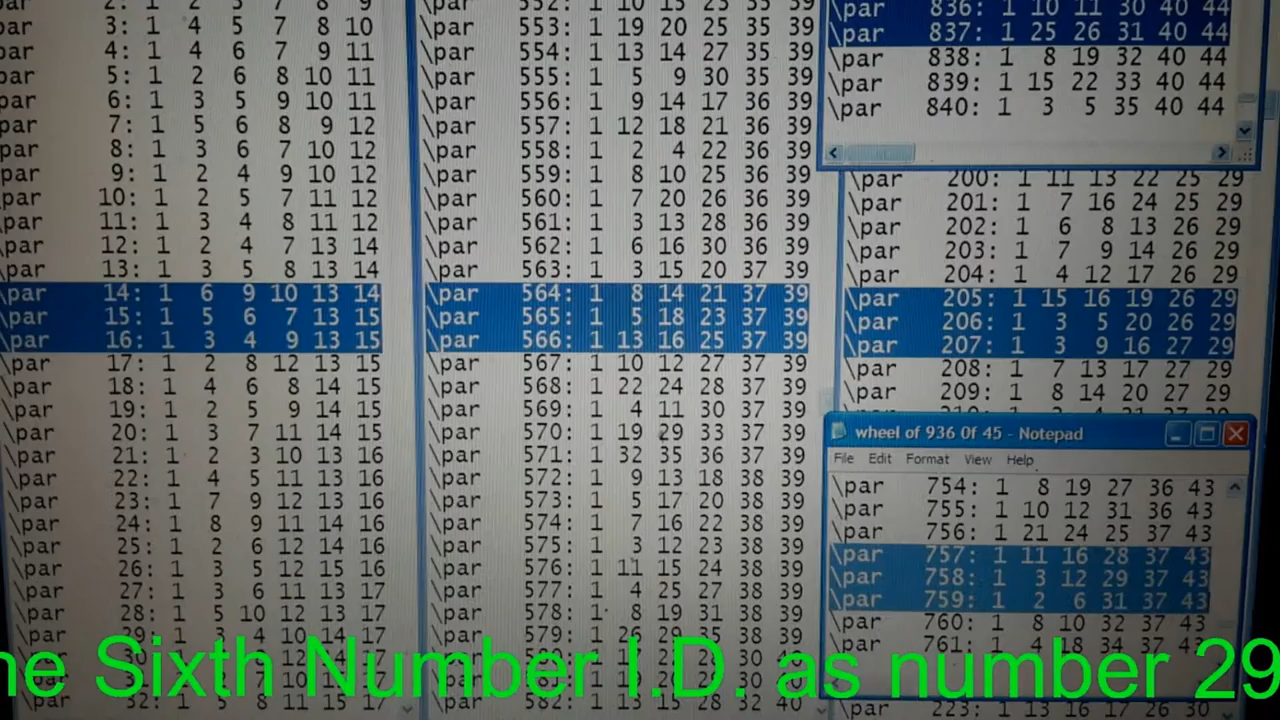 3: 1 4 5 7 8 10
par 4: 1 4 6 7 9 11
par 5: 1 2 6 8 10 11
par 6: 1 3 5 9 10 11
par 7: 1 5 6 8 9 12
par 8: 1 3 6 7 10 12
par 9: 1 2 4 9 10 12
par 10: 1 2 5 7 11 12
par 11: 1 3 4 8 11 12
par 12: 1 2 4 7 13 14
par 13: 1 3 5 8 13 14
\par 14: 1 6 9 10 13 14
\par 15: 1 5 6 7 13 15
\par 16: 1 3 4 9 13 15
\par 17: 1 2 8 12 13 15
\par 18: 1 4 6 8 14 15
\par 19: 1 2 5 9 14 15
\par 20: 1 3 7 11 14 15
\par 21: 1 2 3 10 13 16
\par 22: 1 4 5 11 13 16
\par 23: 1 7 9 12 13 16
\par 24: 1 8 9 11 14 16
\par 25: 1 2 6 12 14 16
\par 26: 1 3 5 12 15 16
\par 27: 1 3 6 11 13 17
\par 28: 1 5 10 12 13 17
\par 553: 1 19 20 25 35 39
\par 554: 1 13 14 27 35 39
\par 555: 1 5 9 30 35 39
\par 556: 1 9 14 17 36 39
\par 557: 1 12 18 21 36 39
\par 558: 1 2 4 22 36 39
\par 559: 1 8 10 25 36 39
\par 560: 1 7 20 26 36 39
\par 561: 1 3 13 28 36 39
\par 562: 1 6 16 30 36 39
\par 563: 1 3 15 20 37 39
\par 564: 1 8 14 21 37 39
\par 565: 1 5 18 23 37 39
\par 566: 1 13 16 25 37 39
\par 567: 1 10 12 27 37 39
\par 568: 1 22 24 28 37 39
\par 569: 1 4 11 30 37 39
\par 570: 1 19 29 33 37 39
\par 571: 1 32 35 36 37 39
\par 572: 1 9 13 18 38 39
\par 573: 1 5 17 20 38 39
\par 574: 1 7 16 22 38 39
\par 575: 1 3 12 23 38 39
\par 576: 1 11 15 24 38 39
\par 577: 1 4 25 27 38 39
\par 578: 1 8 19 31 38 39
\par 836: 1 10 11 30 40 44
\par 837: 1 25 26 31 40 44
\par 838: 1 8 19 32 40 44
\par 839: 1 15 22 33 40 44
\par 840: 1 3 5 35 40 44
\par 200: 1 11 13 22 25 29
\par 201: 1 7 16 24 25 29
\par 202: 1 6 8 13 26 29
\par 203: 1 7 9 14 26 29
\par 204: 1 4 12 17 26 29
\par 205: 1 15 16 19 26 29
\par 206: 1 3 5 20 26 29
\par 207: 1 3 9 16 27 29
\par 208: 1 7 13 17 27 29
\par 209: 1 8 14 20 27 29
wheel of 936 0f 45 - Notepad
File Edit Format View Help
\par 754: 1 8 19 27 36 43
\par 755: 1 10 12 31 36 43
\par 756: 1 21 24 25 37 43
\par 757: 1 11 16 28 37 43
\par 758: 1 3 12 29 37 43
\par 759: 1 2 6 31 37 43
\par 760: 1 8 10 32 37 43
\par 761: 1 4 18 34 37 43
\par 223: 1 13 16 17 26 30
he Sixth Number I.D. as number 29